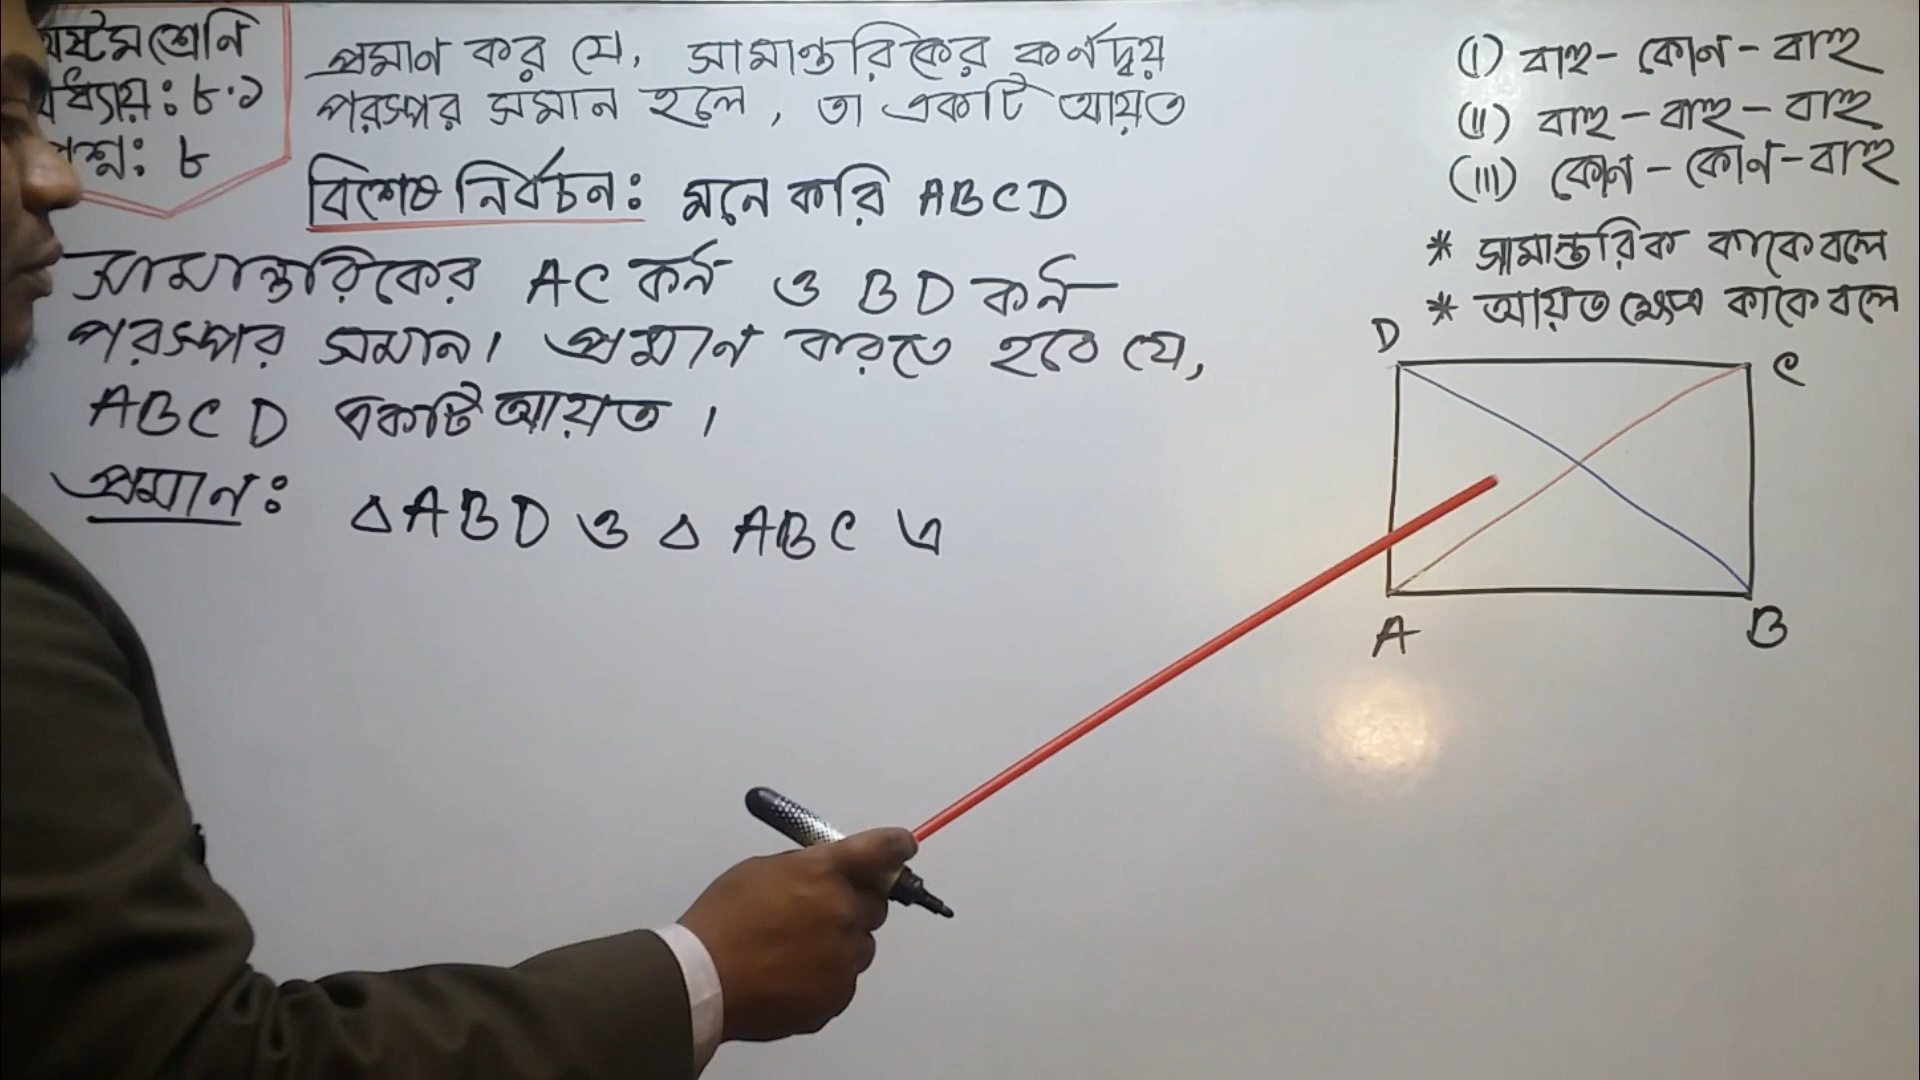 অষ্টম শ্রেনি
অধ্যায়ঃ ৮.১
প্রশ্নঃ ৮
প্রমান কর যে, সামান্তরিকের কর্নদ্বয়
পরস্পর সমান হলে, তা একটি আয়ত
বিশেষ নির্বচনঃ মনে করি ABCD
সামান্তরিকের AC কর্ন ও BD কর্ন
পরস্পর সমান। প্রমান করতে হবে যে,
ABCD একটি আয়ত।
প্রমানঃ △ABD ও △ABC এ
(i) বাহু - কোন - বাহু
(ii) বাহু - বাহু - বাহু
(iii) কোন - কোন - বাহু
* সামান্তরিক কাকে বলে
* আয়ত ক্ষেত্র কাকে বলে
D
C
A
B